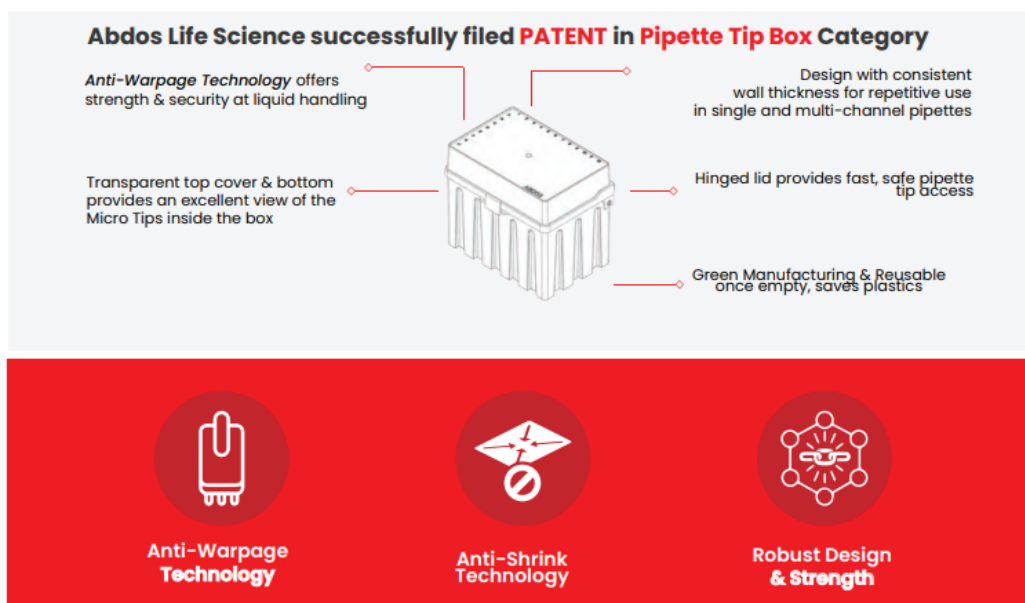 Abdos Life Science successfully filed PATENT in Pipette Tip Box Category
Anti-Warpage Technology offers
strength & security at liquid handling
Design with consistent
wall thickness for repetitive use
in single and multi-channel pipettes
Transparent top cover & bottom
provides an excellent view of the
Micro Tips inside the box
Hinged lid provides fast, safe pipette
tip access
Green Manufacturing & Reusable
once empty, saves plastics
ABDOS
Anti-Warpage
Technology
Anti-Shrink
Technology
Robust Design
& Strength